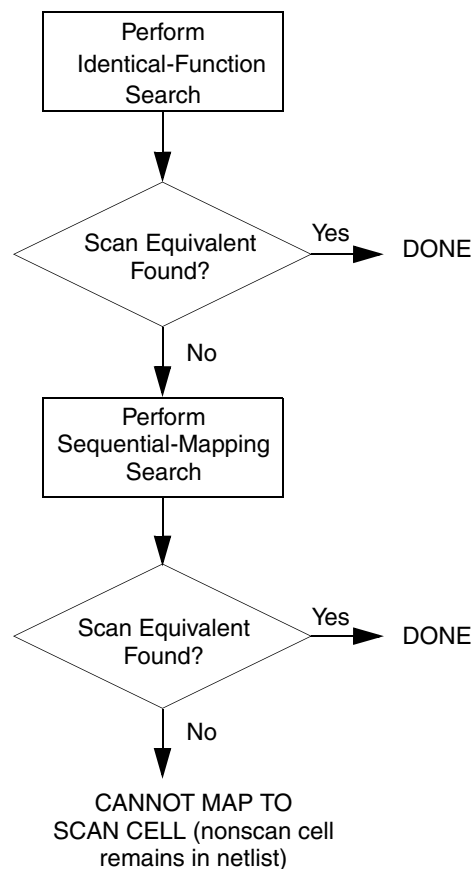 Perform
Identical-Function
Search
Scan Equivalent
Found?
Yes
DONE
No
Perform
Sequential-Mapping
Search
Scan Equivalent
Found?
Yes
DONE
No
CANNOT MAP TO
SCAN CELL (nonscan cell
remains in netlist)